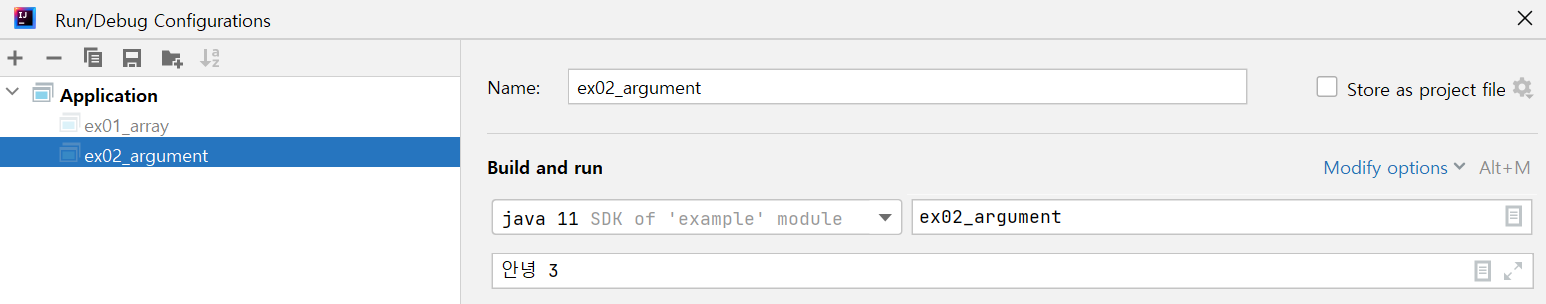 Run/Debug Configurations
Application
ex01_array
ex02_argument
Name: ex02_argument Store as project file
Build and run Modify options Alt+M
java 11 SDK of 'example' module ex02_argument
안녕 3